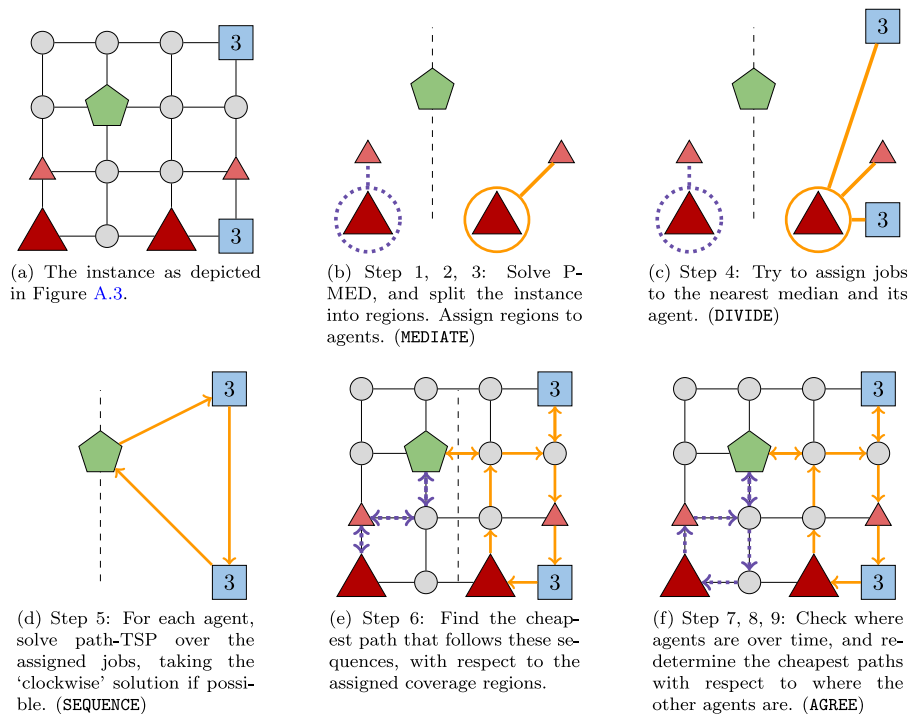 3
3
(a) The instance as depicted
in Figure A.3.
(b) Step 1, 2, 3: Solve P-
MED, and split the instance
into regions. Assign regions to
agents. (MEDIATE)
3
3
(c) Step 4: Try to assign jobs
to the nearest median and its
agent. (DIVIDE)
3
3
(d) Step 5: For each agent,
solve path-TSP over the
assigned jobs, taking the
‘clockwise’ solution if possi-
ble. (SEQUENCE)
3
3
(e) Step 6: Find the cheap-
est path that follows these se-
quences, with respect to the
assigned coverage regions.
3
3
(f) Step 7, 8, 9: Check where
agents are over time, and re-
determine the cheapest paths
with respect to where the
other agents are. (AGREE)